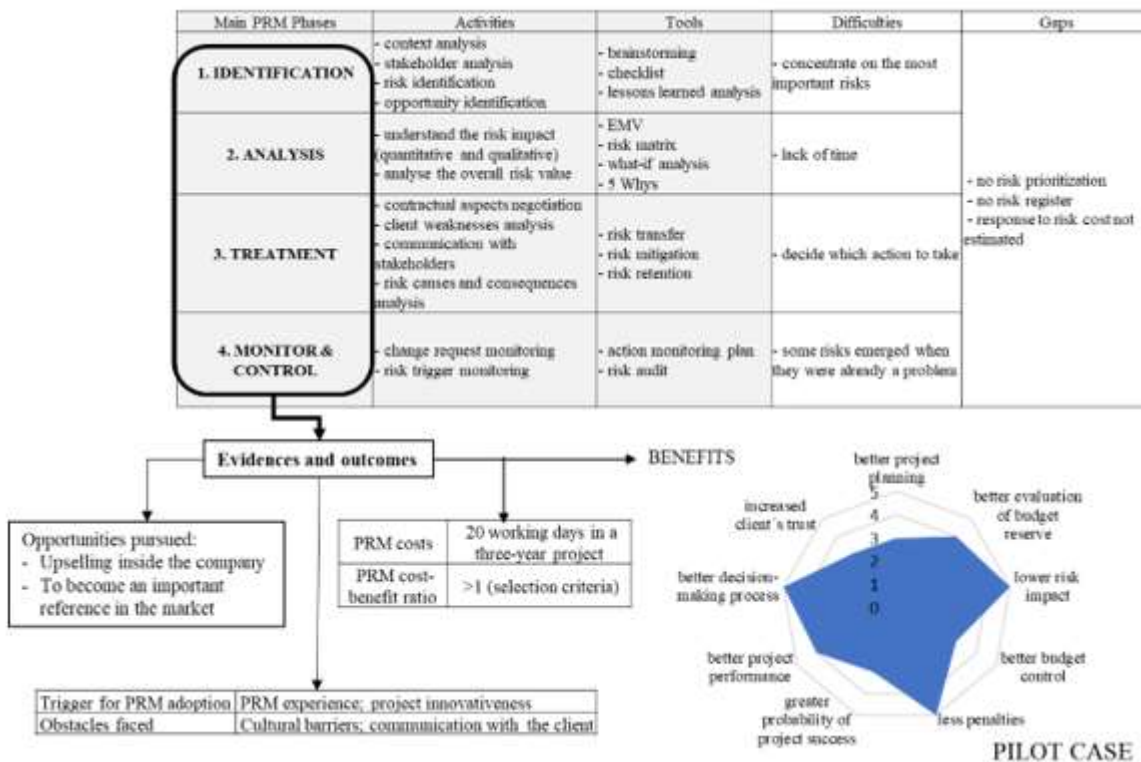 Main PRM Phases Activities Tools Difficulties Gaps
1. IDENTIFICATION
- context analysis
- stakeholder analysis
- risk identification
- opportunity identification
- brainstorming
- checklist
- lessons learned analysis
- concentrate on the most
important risks
2. ANALYSIS
- understand the risk impact
(quantitative and qualitative)
- analyse the overall risk value
- EMV
- risk matrix
- what-if analysis
- 5 Whys
- lack of time
3. TREATMENT
- contractual aspects negotiation
- client weaknesses analysis
- communication with
stakeholders
- risk causes and consequences
analysis
- risk transfer
- risk mitigation
- risk retention
- decide which action to take
4. MONITOR &
CONTROL
- change request monitoring
- risk trigger monitoring
- action monitoring plan
- risk audit
- some risks emerged when
they were already a problem
- no risk prioritization
- no risk register
- response to risk cost not
estimated
Evidences and outcomes
BENEFITS
Opportunities pursued:
- Upselling inside the company
- To become an important
reference in the market
PRM costs
20 working days in a
three-year project
PRM cost-
benefit ratio
>1 (selection criteria)
Trigger for PRM adoption PRM experience; project innovativeness
Obstacles faced Cultural barriers; communication with the client
better project
planning
better evaluation
of budget
reserve
lower risk
impact
better budget
control
less penalties
greater
probability of
project success
better project
performance
better decision-
making process
increased
client´s trust
5
4
3
2
1
0
PILOT CASE